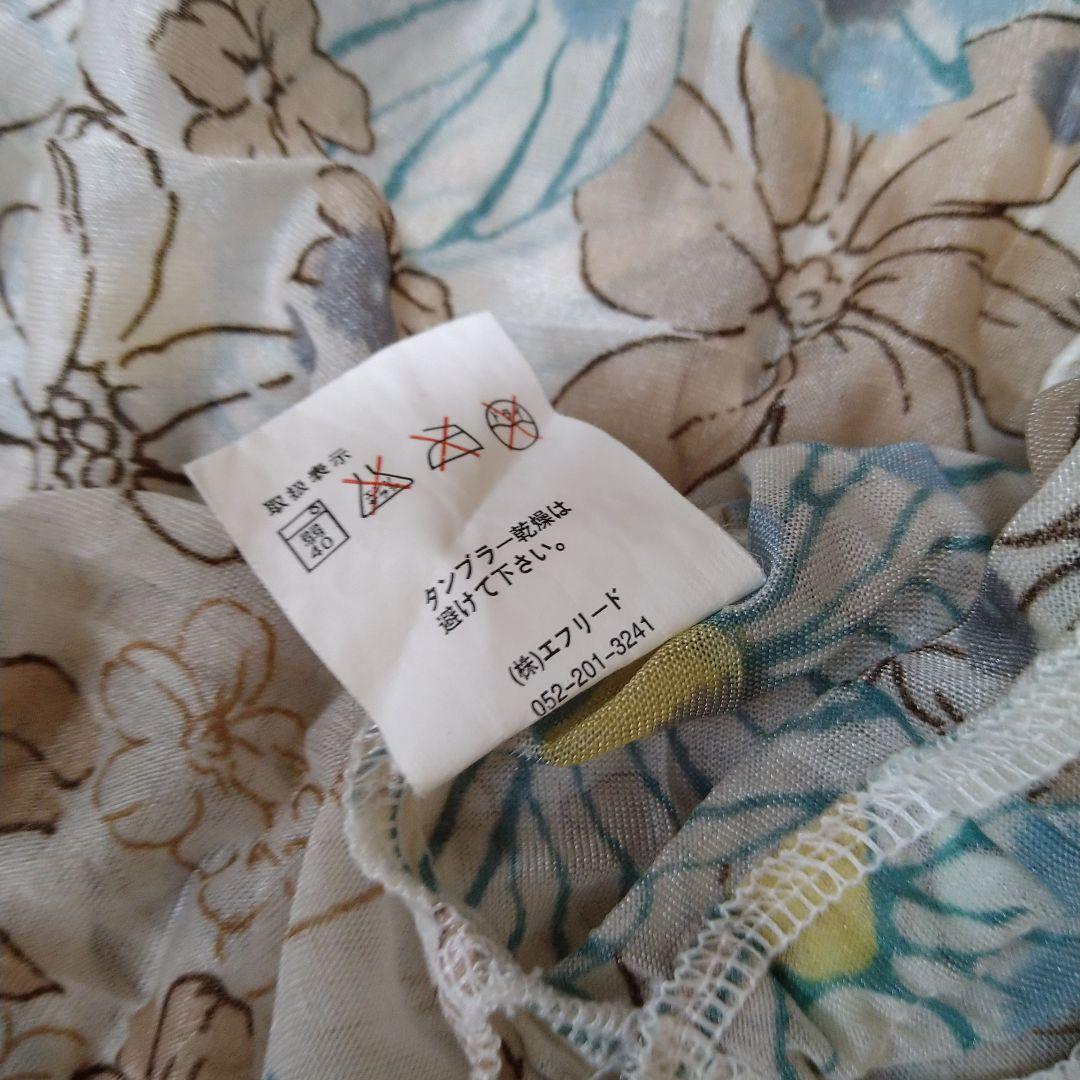 取扱表示
弱
40
タンブラー乾燥は
避けて下さい。
(株)エフリード
052-201-3241